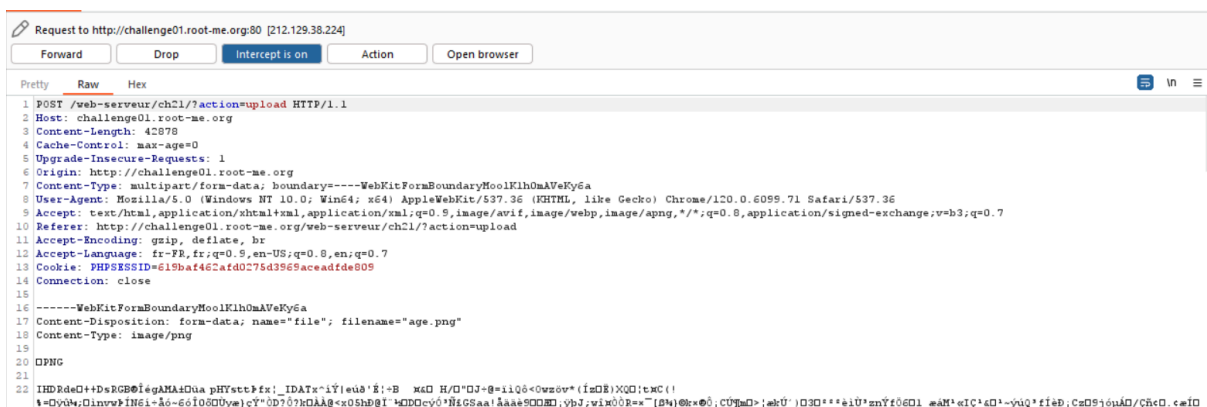 Request to http://challenge01.root-me.org:80 [212.129.38.224]
Forward Drop Intercept is on Action Open browser
Pretty Raw Hex \n
1 POST /web-serveur/ch21/?action=upload HTTP/1.1
2 Host: challenge01.root-me.org
3 Content-Length: 42878
4 Cache-Control: max-age=0
5 Upgrade-Insecure-Requests: 1
6 Origin: http://challenge01.root-me.org
7 Content-Type: multipart/form-data; boundary=----WebKitFormBoundaryMoolKlh0mAVeKy6a
8 User-Agent: Mozilla/5.0 (Windows NT 10.0; Win64; x64) AppleWebKit/537.36 (KHTML, like Gecko) Chrome/120.0.6099.71 Safari/537.36
9 Accept: text/html,application/xhtml+xml,application/xml;q=0.9,image/avif,image/webp,image/apng,*/*;q=0.8,application/signed-exchange;v=b3;q=0.7
10 Referer: http://challenge01.root-me.org/web-serveur/ch21/?action=upload
11 Accept-Encoding: gzip, deflate, br
12 Accept-Language: fr-FR,fr;q=0.9,en-US;q=0.8,en;q=0.7
13 Cookie: PHPSESSID=619baf462afd0275d3969aceadfde809
14 Connection: close
15
16 ------WebKitFormBoundaryMoolKlh0mAVeKy6a
17 Content-Disposition: form-data; name="file"; filename="age.png"
18 Content-Type: image/png
19
20 PNG
21
22